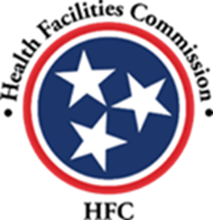 • Health Facilities Commission •
HFC